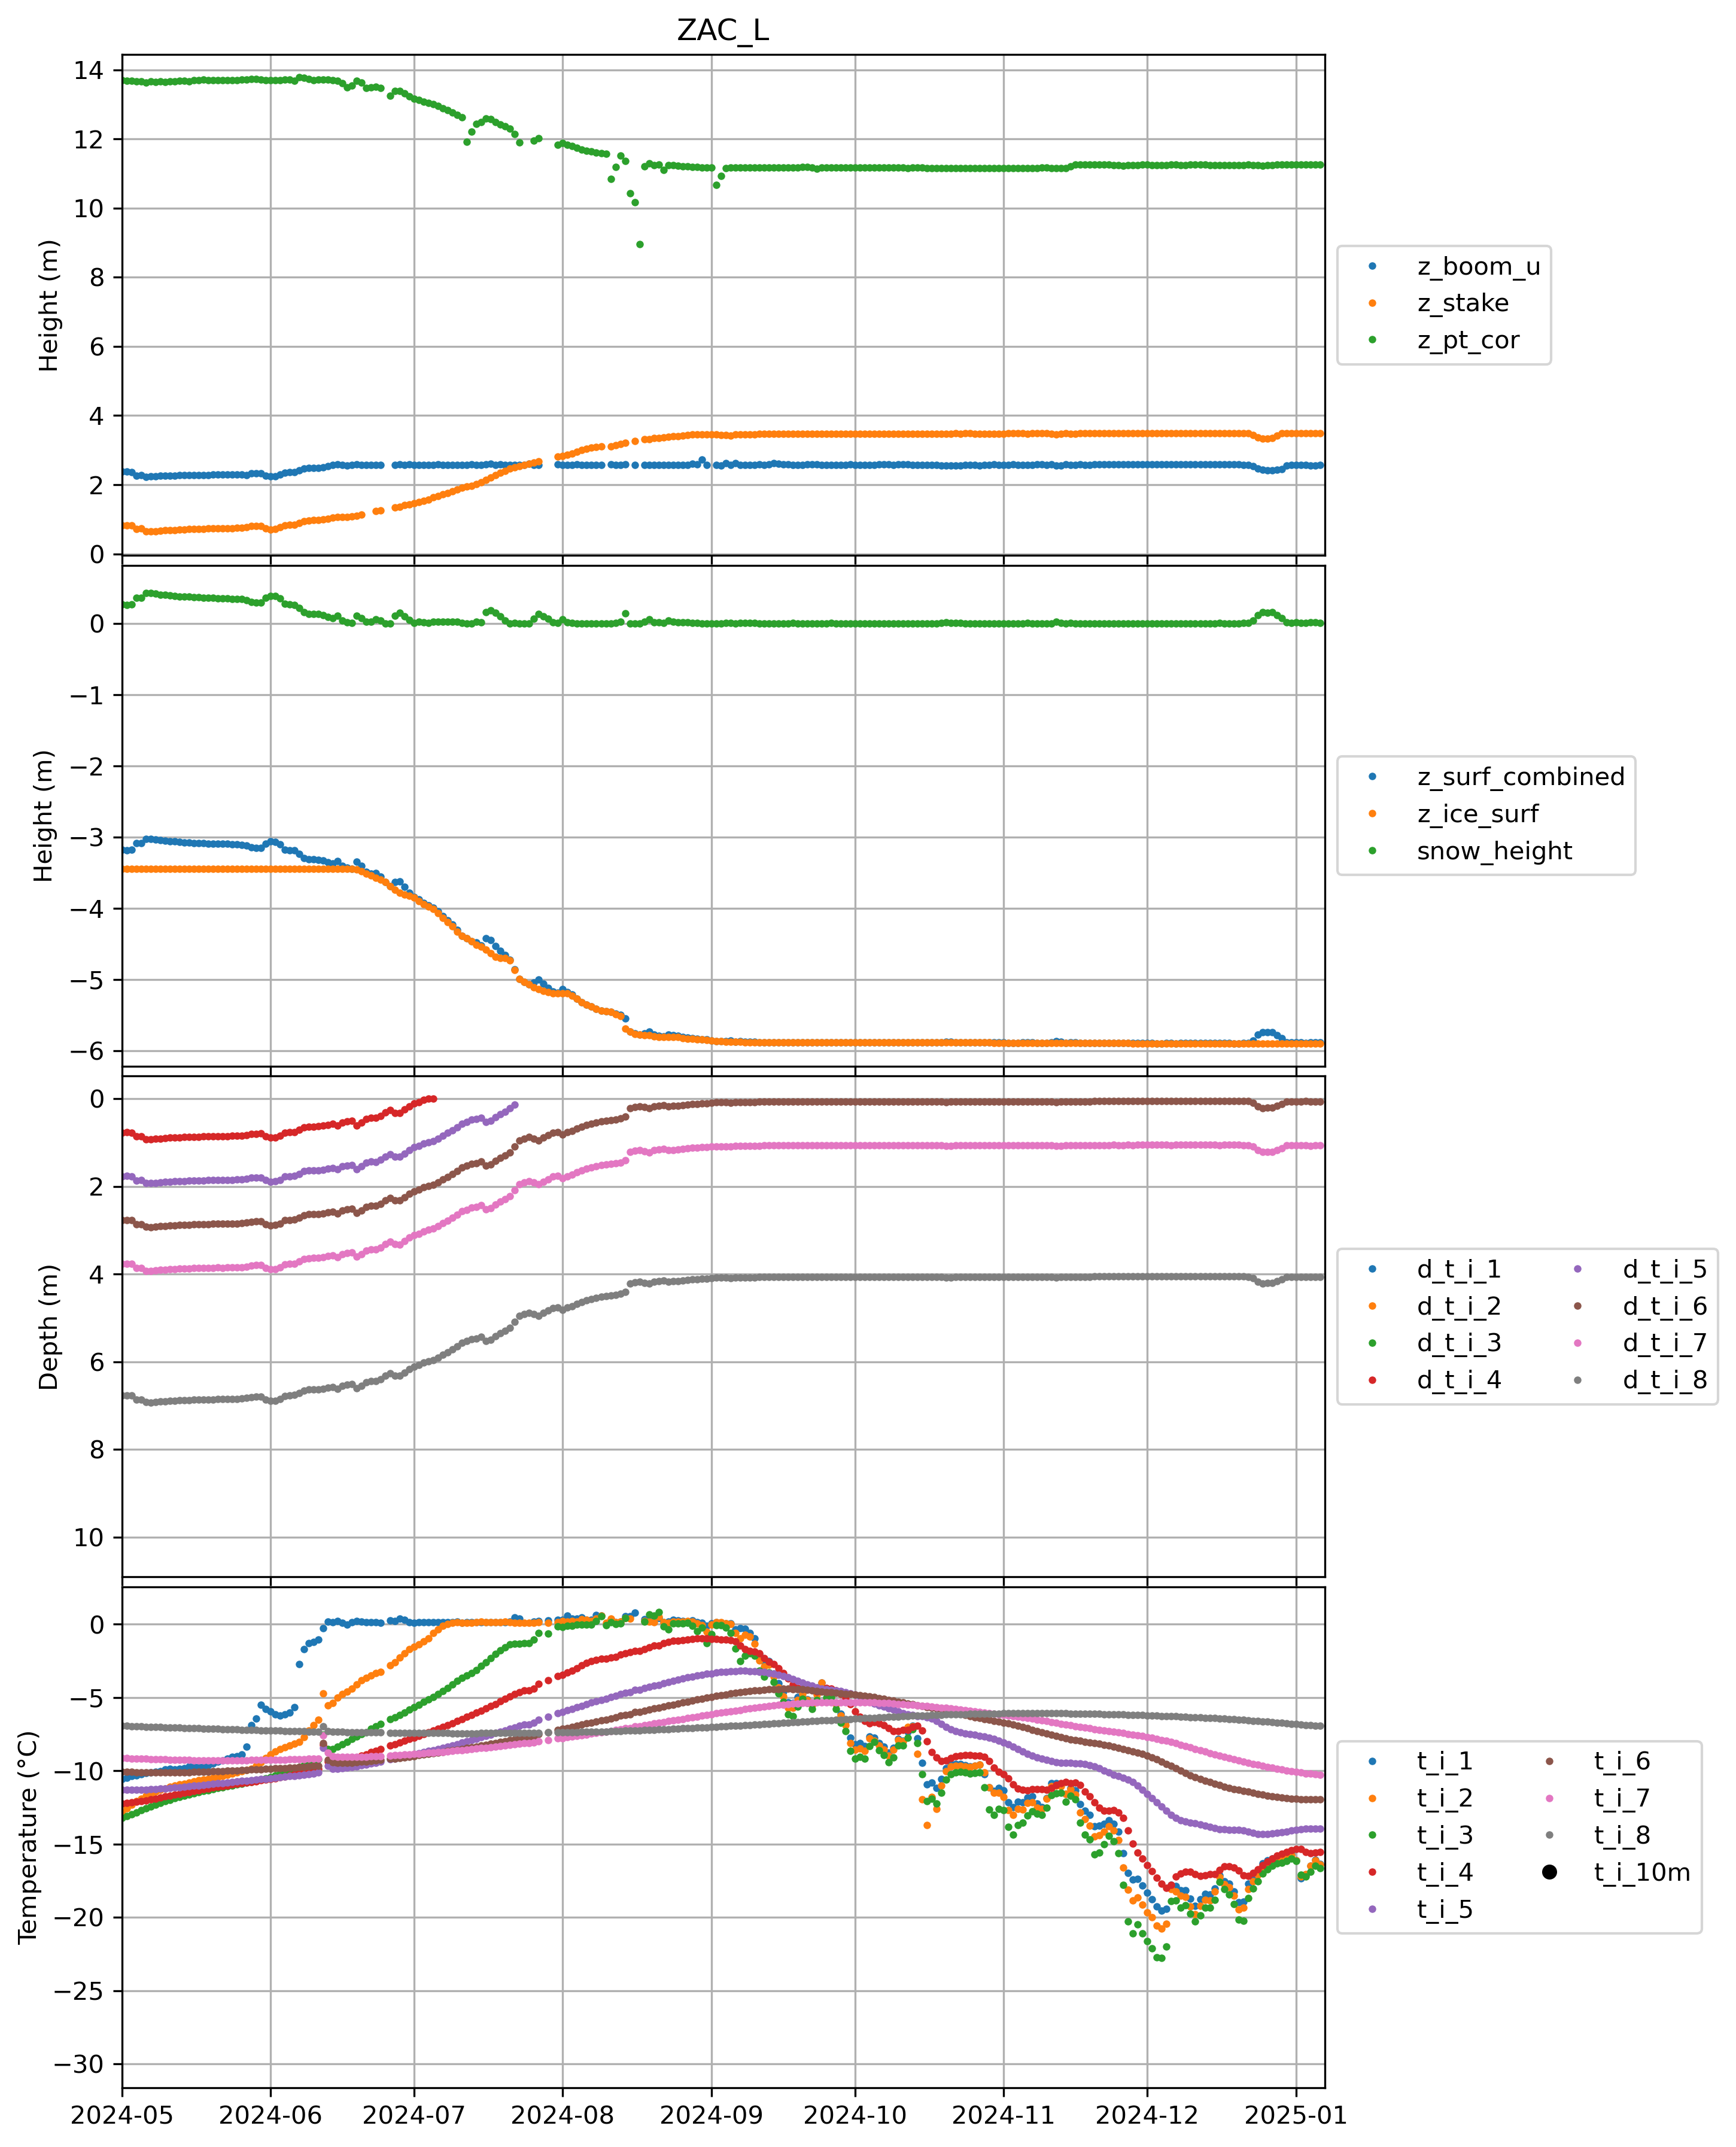 ZAC_L
14
12
10
8
6
4
2
0
Height (m)
z_boom_u
z_stake
z_pt_cor
0
−1
−2
−3
−4
−5
−6
Height (m)
z_surf_combined
z_ice_surf
snow_height
0
2
4
6
8
10
Depth (m)
d_t_i_1
d_t_i_2
d_t_i_3
d_t_i_4
d_t_i_5
d_t_i_6
d_t_i_7
d_t_i_8
0
−5
−10
−15
−20
−25
−30
Temperature (°C)
t_i_1
t_i_2
t_i_3
t_i_4
t_i_5
t_i_6
t_i_7
t_i_8
t_i_10m
2024-05 2024-06 2024-07 2024-08 2024-09 2024-10 2024-11 2024-12 2025-01